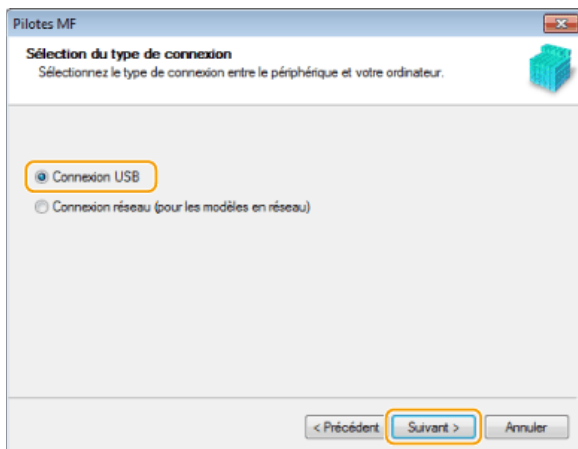 Pilotes MF
Sélection du type de connexion
Sélectionnez le type de connexion entre le périphérique et votre ordinateur.
Connexion USB
Connexion réseau (pour les modèles en réseau)
< Précédent Suivant > Annuler